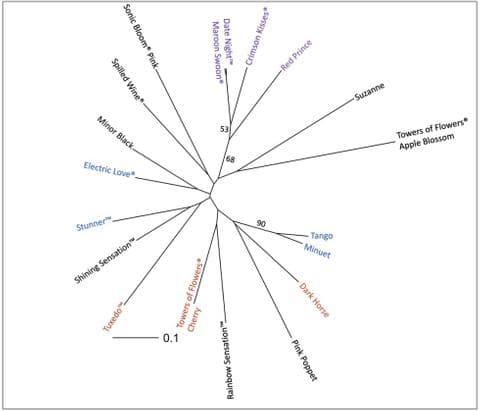 Sonic Bloom® Pink
Date Night™
Maroon Swoon®
Crimson Kisses®
Red Prince
Suzanne
Towers of Flowers®
Apple Blossom
Spilled Wine®
Minor Black
Electric Love®
Stunner™
Shining Sensation™
Tuxedo™
Towers of Flowers®
Cherry
Rainbow Sensation™
Pink Poppet
Dark Horse
Tango
Minuet
53
68
90
0.1